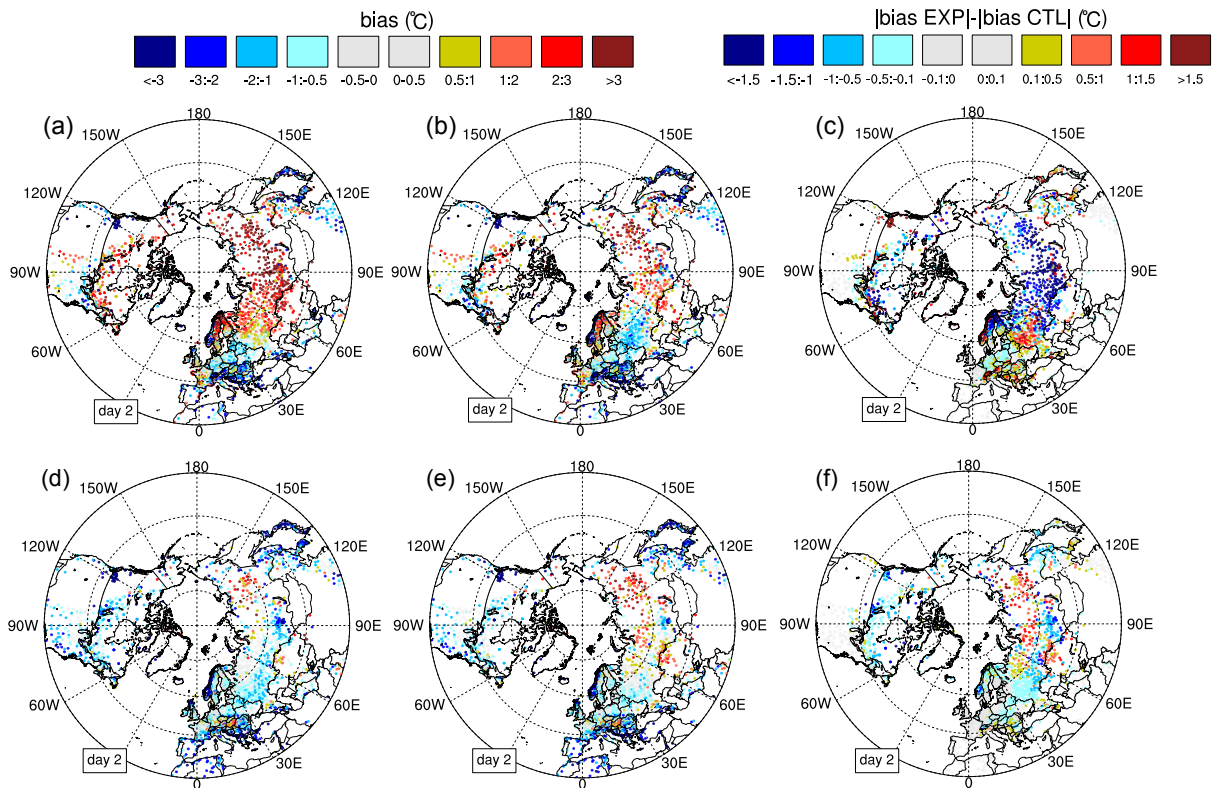 bias (℃)
|bias EXP|-|bias CTL| (℃)
<-3 -3:-2 -2:-1 -1:-0.5 -0.5-0 0-0.5 0.5:1 1:2 2:3 >3
<-1.5 -1.5:-1 -1:-0.5 -0.5:-0.1 -0.1:0 0:0.1 0.1:0.5 0.5:1 1:1.5 >1.5
(a) 180 150W 150E 120W 120E 90W 90E 60W 60E 30E 0 day 2
(b) 180 150W 150E 120W 120E 90W 90E 60W 60E 30E 0 day 2
(c) 180 150W 150E 120W 120E 90W 90E 60W 60E 30E 0 day 2
(d) 180 150W 150E 120W 120E 90W 90E 60W 60E 30E 0 day 2
(e) 180 150W 150E 120W 120E 90W 90E 60W 60E 30E 0 day 2
(f) 180 150W 150E 120W 120E 90W 90E 60W 60E 30E 0 day 2